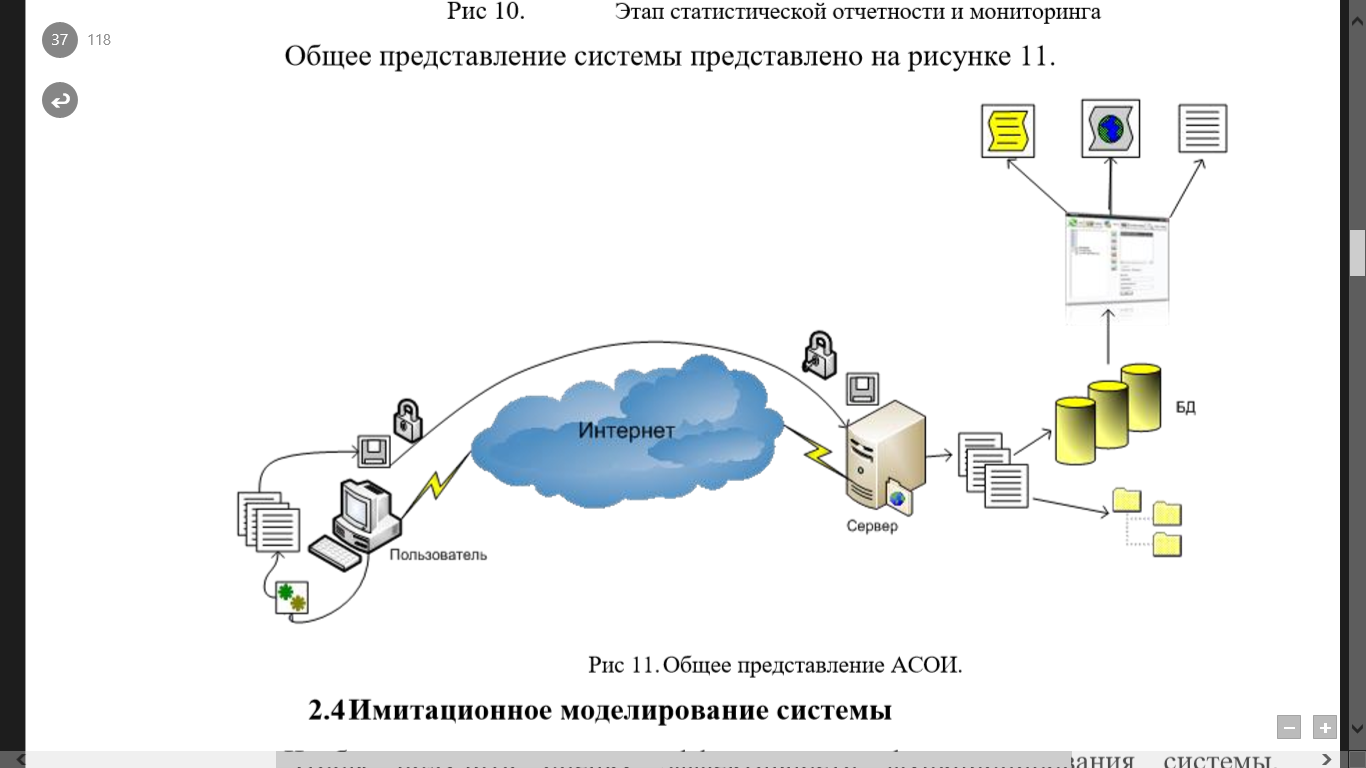 Рис 10. Этап статистической отчетности и мониторинга
37 118
Общее представление системы представлено на рисунке 11.
Интернет
БД
Сервер
Пользователь
Рис 11. Общее представление АСОИ.
2.4 Имитационное моделирование системы
системы.